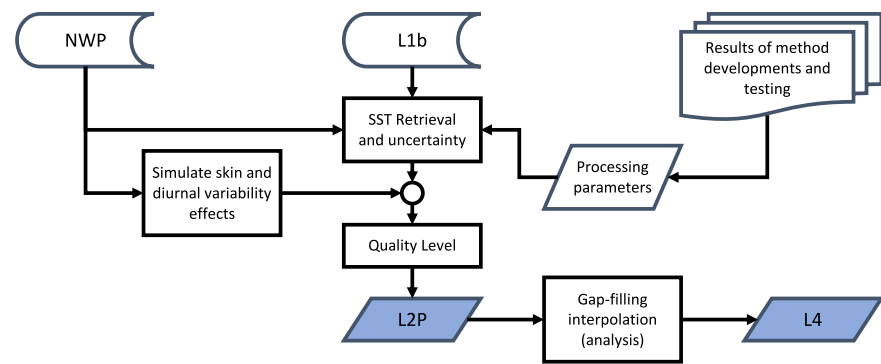 NWP
L1b
Results of method
developments and
testing
SST Retrieval
and uncertainty
Processing
parameters
Simulate skin and
diurnal variability
effects
Quality Level
L2P
Gap-filling
interpolation
(analysis)
L4